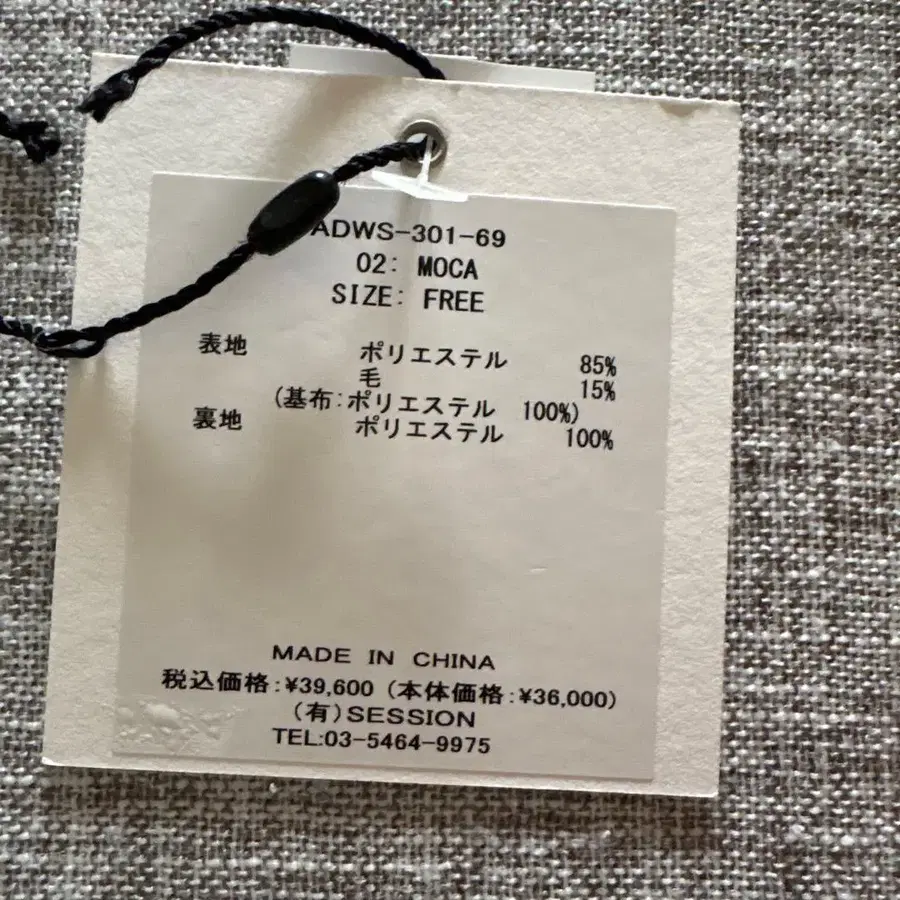 ADWS-301-69
02: MOCA
SIZE: FREE
表地 ポリエステル 85%
毛 15%
(基布:ポリエステル 100%)
裏地 ポリエステル 100%
MADE IN CHINA
税込価格:¥39,600 (本体価格:¥36,000)
(有)SESSION
TEL:03-5464-9975